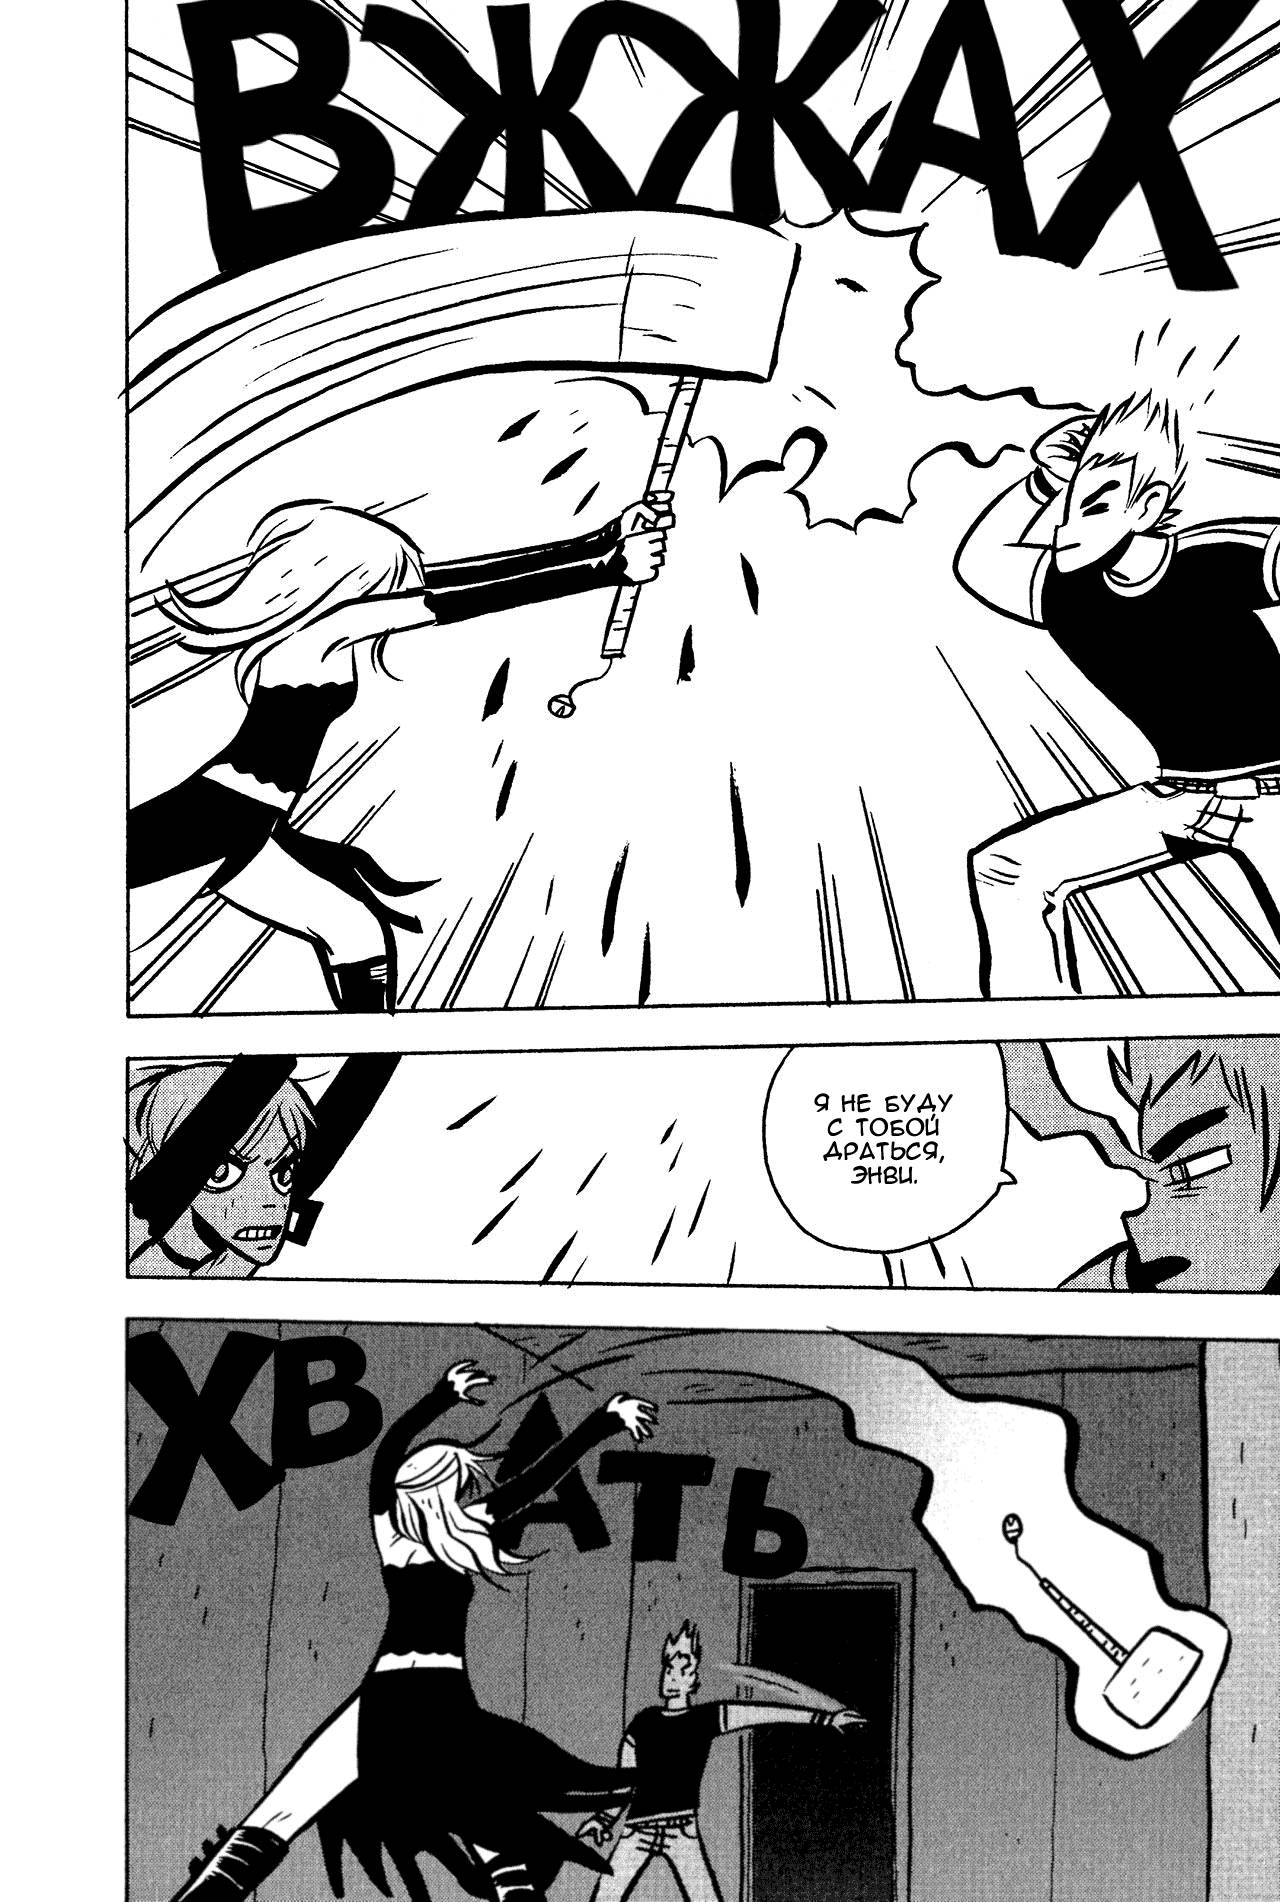 ВЖЖАХ
Я НЕ БУДУ
С ТОБОЙ
ДРАТЬСЯ,
ЭНВИ.
ХВАТЬ